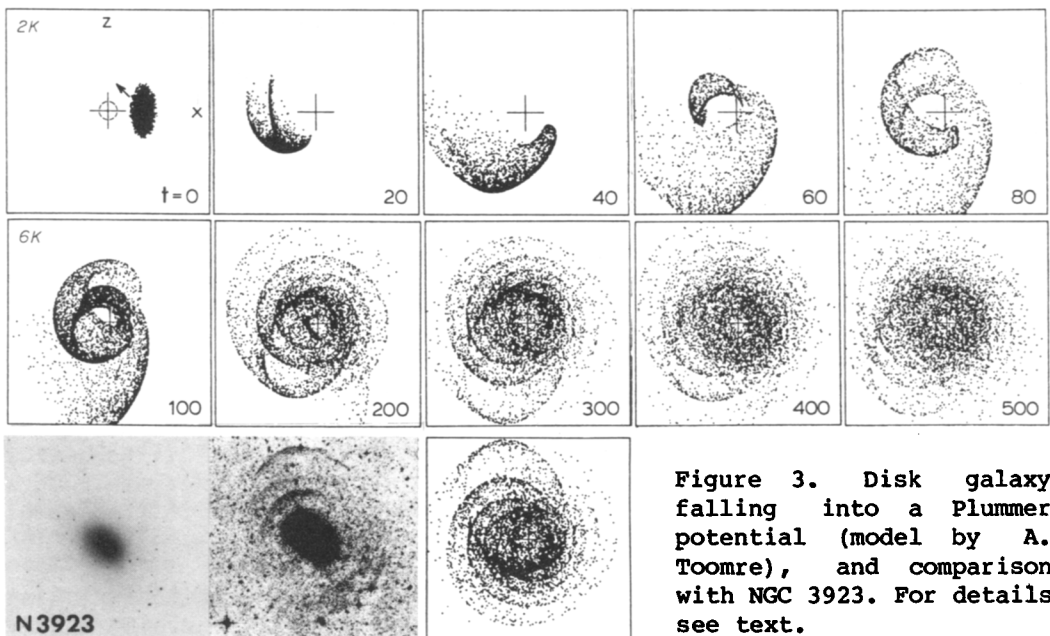 2K
z
x
t=0
20
40
60
80
6K
100
200
300
400
500
N3923
Figure 3. Disk galaxy
falling into a Plummer
potential (model by A.
Toomre), and comparison
with NGC 3923. For details
see text.